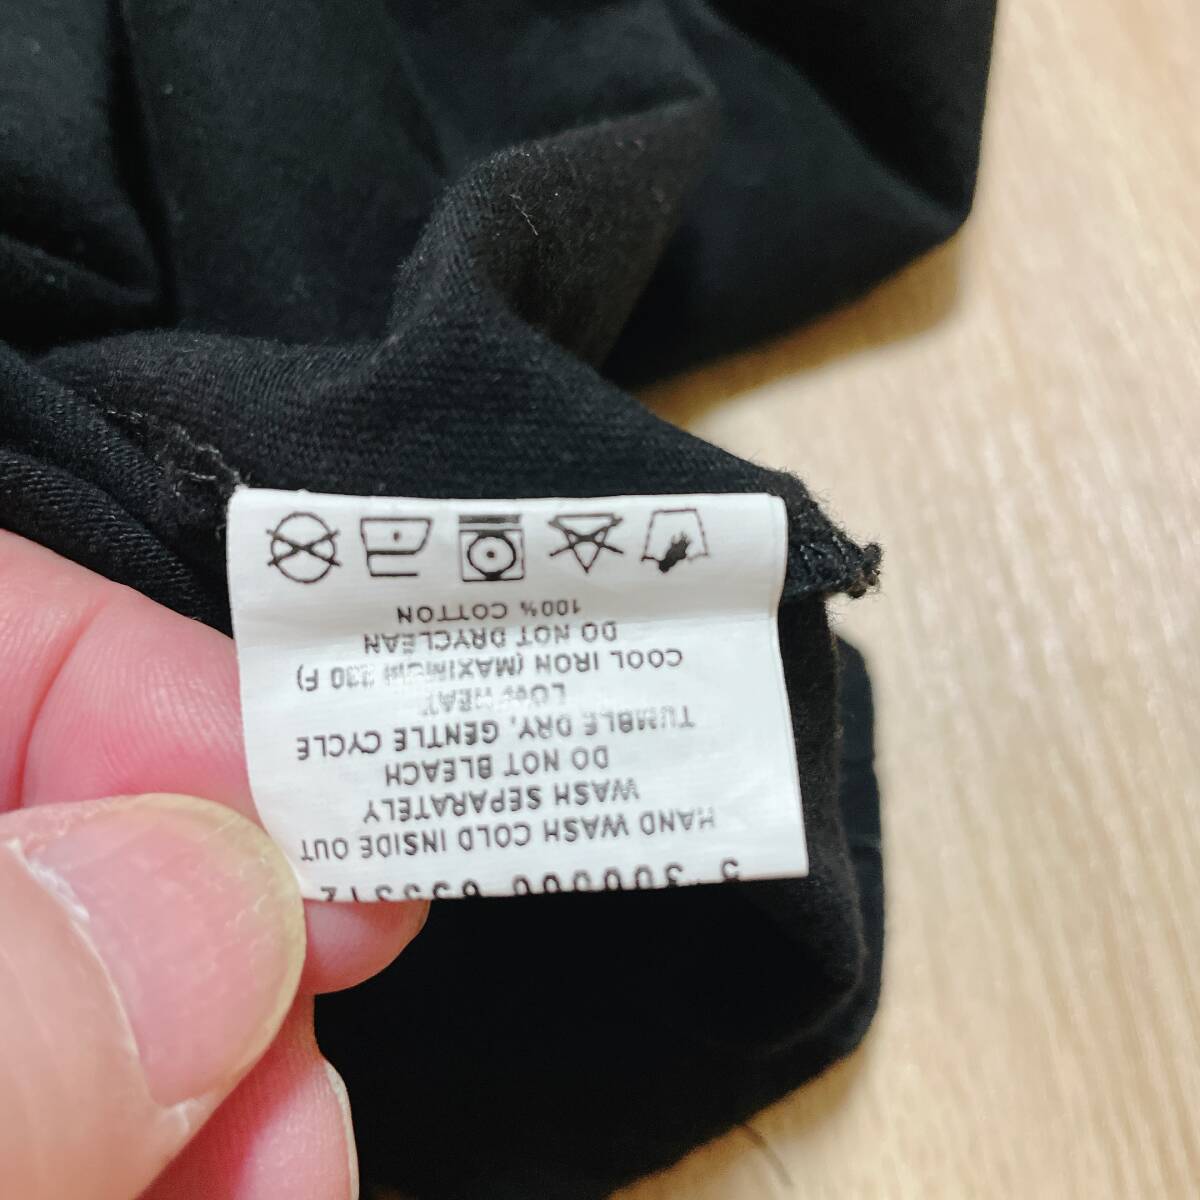 HAND WASH COLD INSIDE OUT
WASH SEPARATELY
DO NOT BLEACH
TUMBLE DRY, GENTLE CYCLE
LOW HEAT
COOL IRON (MAXIMUM 230 F)
DO NOT DRYCLEAN
100% COTTON